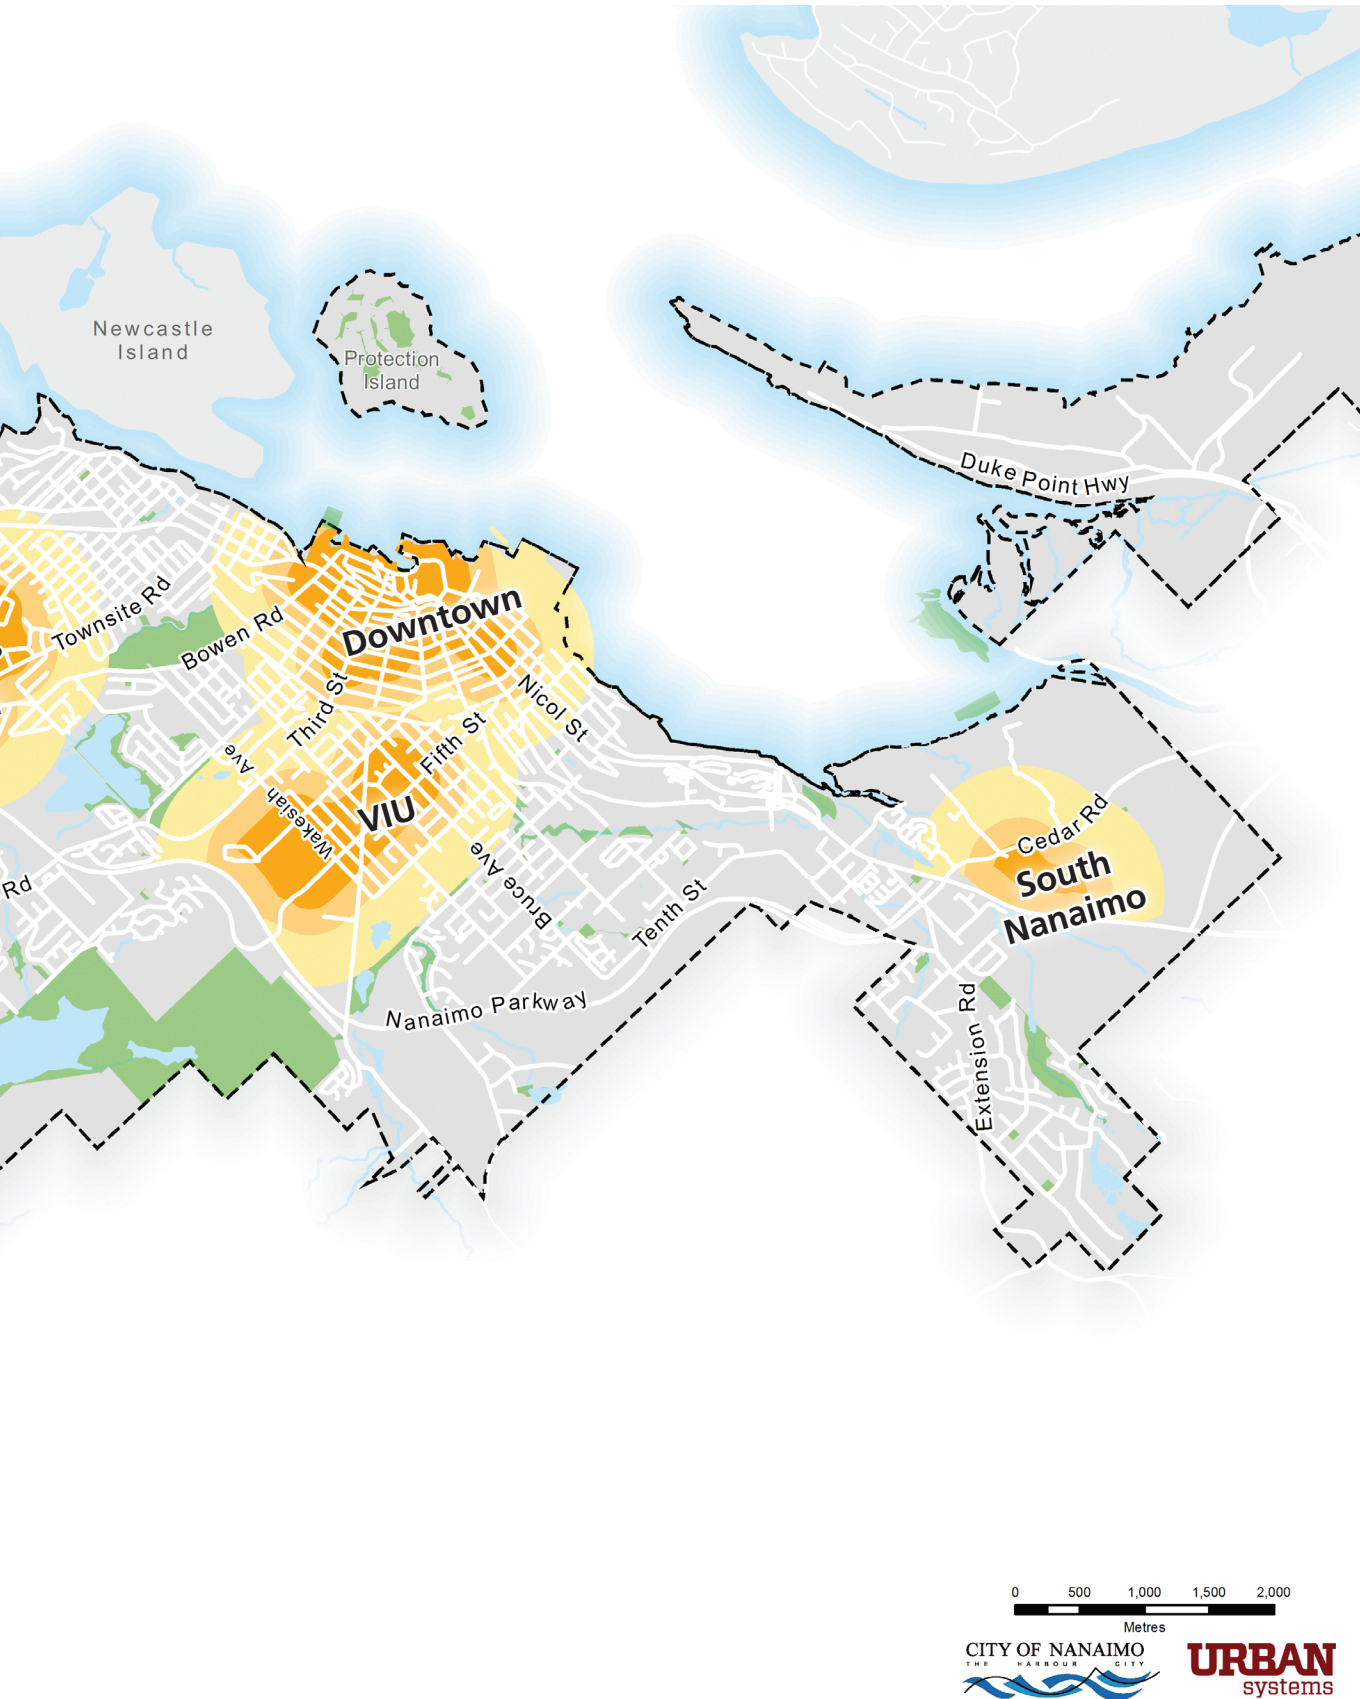 Newcastle
Island
Protection
Island
Duke Point Hwy
Townsite Rd
Bowen Rd
Downtown
Third St
Nicol St
Fifth St
Ave
Wakesiah
VIU
Cedar Rd
South
Nanaimo
Rd
Bruce Ave
Tenth St
Nanaimo Parkway
Extension Rd
0 500 1,000 1,500 2,000
Metres
CITY OF NANAIMO
THE HARBOUR CITY
URBAN
systems